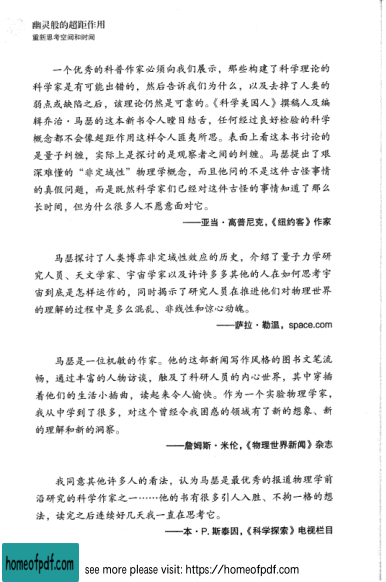 幽灵般的超距作用
重新思考空间和时间
一个优秀的科普作家必须向我们展示，那些构建了科学理论的
科学家是有可能出错的，然后告诉我们为什么，以及去掉了人类的
弱点或缺陷之后，该理论仍然是可靠的。《科学美国人》撰稿人及编
辑乔治·马瑟的这本新书令人瞠目结舌，任何经过良好检验的科学
概念都不会像超距作用这样令人匪夷所思。表面上看这本书讨论的
是量子纠缠，实际上是探讨的是观察者之间的纠缠。马瑟提出了艰
深难懂的“非定域性”物理学概念，而且他问的不是这件古怪事情
的真假问题，而是既然科学家们已经对这件古怪的事情知道了那么
长时间，但为什么很多人不愿意面对它。
——亚当·高普尼克，《纽约客》作家
马瑟探讨了人类博弈非定域性效应的历史，介绍了量子力学研
究人员、天文学家、宇宙学家以及许许多多其他的人在如何思考宇
宙到底是怎样运作的，同时揭示了研究人员在推进他们对物理世界
的理解的过程中是多么混乱、非线性和惊心动魄。
——萨拉·勒温，space.com
马瑟是一位机敏的作家。他的这部新闻写作风格的图书文笔流
畅，通过丰富的人物访谈，触及了科研人员的内心世界，其中穿插
着他们的生活小插曲，读起来令人愉快。作为一个实验物理学家，
我从中学到了很多，对这个曾经令我困惑的领域有了新的想象、新
的理解和新的洞察。
——詹姆斯·米伦，《物理世界新闻》杂志
我同意其他许多人的看法，认为马瑟是最优秀的报道物理学前
沿研究的科学作家之一……他的书有很多引人入胜、不拘一格的想
法，读完之后连续好几天我一直在思考它。
——本·P. 斯泰因，《科学探索》电视栏目
homeofpdf.com
see more please visit: https://homeofpdf.com